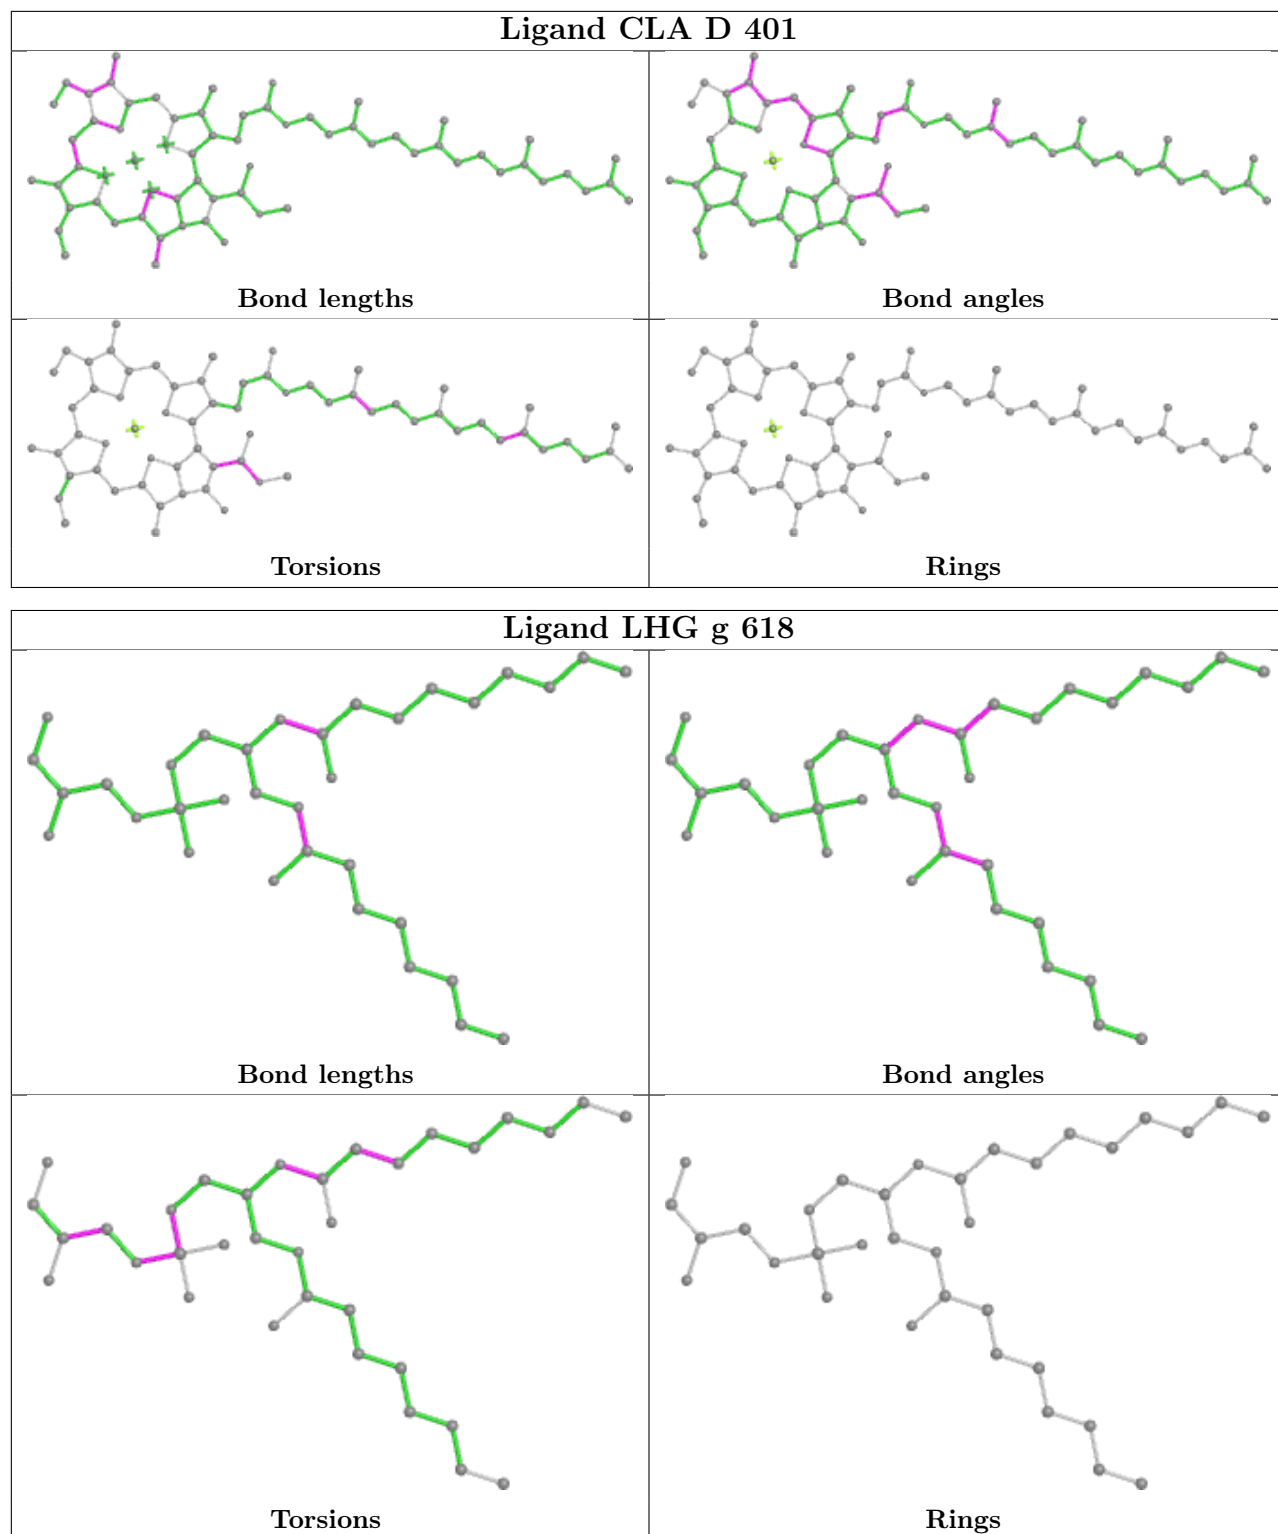 Ligand CLA D 401
Bond lengths
Bond angles
Torsions
Rings
Ligand LHG g 618
Bond lengths
Bond angles
Torsions
Rings